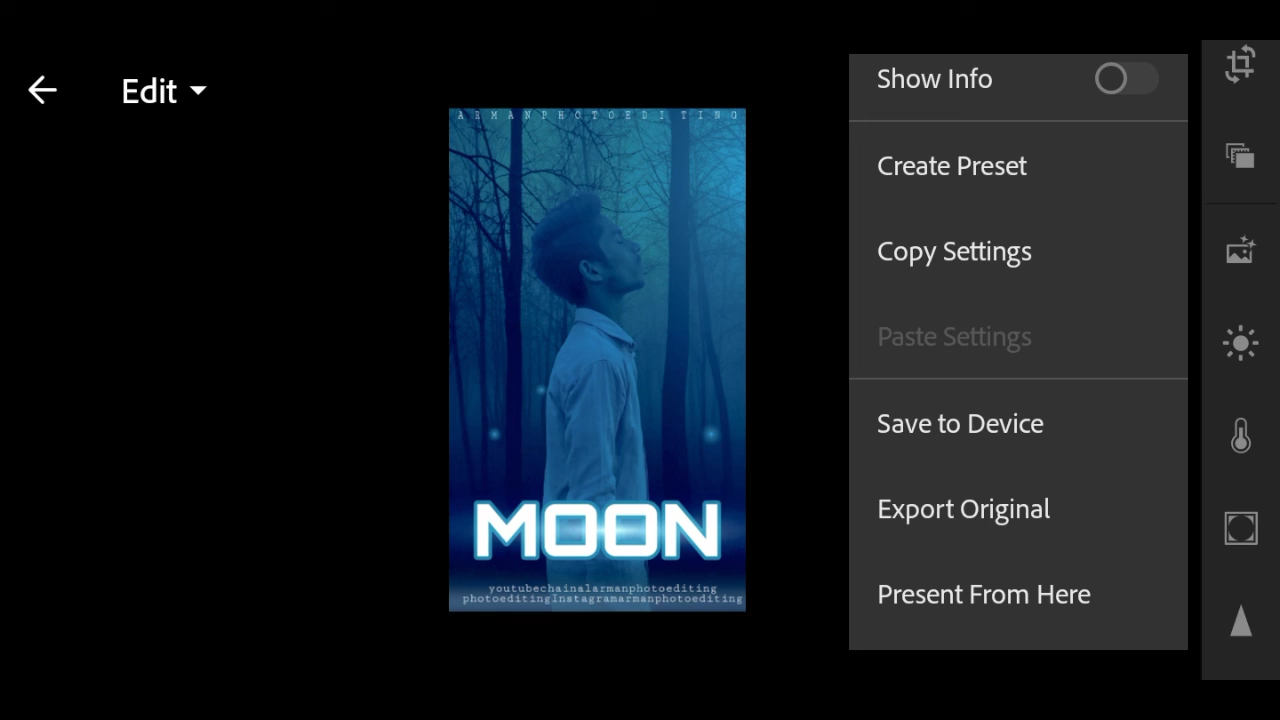 Edit
Show Info
Create Preset
Copy Settings
Paste Settings
Save to Device
Export Original
Present From Here
ARMANPHOTOEDITING
MOON
youtubechainalarmanphotoediting
photoeditingInstagramarmanphotoediting